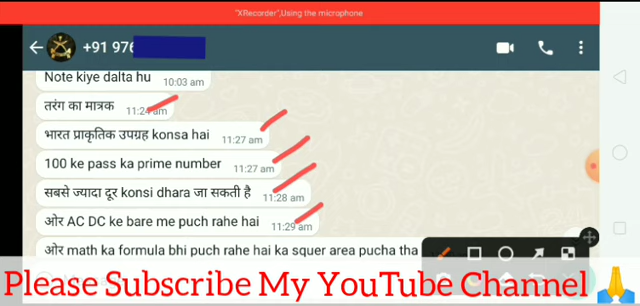 "XRecorder",Using the microphone
+91 976
Note kiye dalta hu 10:03 am
तरंग का मात्रक 11:24 am
भारत प्राकृतिक उपग्रह konsa hai 11:27 am
100 ke pass ka prime number 11:27 am
सबसे ज्यादा दूर konsi dhara जा सकती है 11:28 am
ओर AC DC ke bare me puch rahe hai 11:29 am
ओर math ka formula bhi puch rahe hai ka squer area pucha tha
Please Subscribe My YouTube Channel 🙏